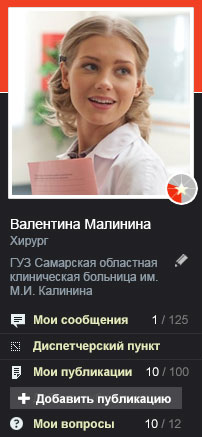 Валентина Малинина
Хирург
ГУЗ Самарская областная
клиническая больница им.
М.И. Калинина
Мои сообщения 1 / 125
Диспетчерский пункт
Мои публикации 10 / 100
+ Добавить публикацию
Мои вопросы 10 / 12